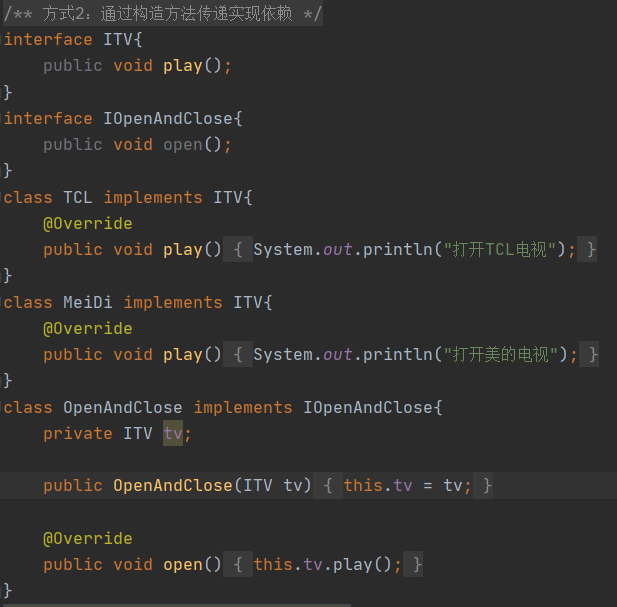 /** 方式2：通过构造方法传递实现依赖 */
interface ITV{
    public void play();
}
interface IOpenAndClose{
    public void open();
}
class TCL implements ITV{
    @Override
    public void play() { System.out.println("打开TCL电视"); }
}
class MeiDi implements ITV{
    @Override
    public void play() { System.out.println("打开美的电视"); }
}
class OpenAndClose implements IOpenAndClose{
    private ITV tv;

    public OpenAndClose(ITV tv) { this.tv = tv; }

    @Override
    public void open() { this.tv.play(); }
}